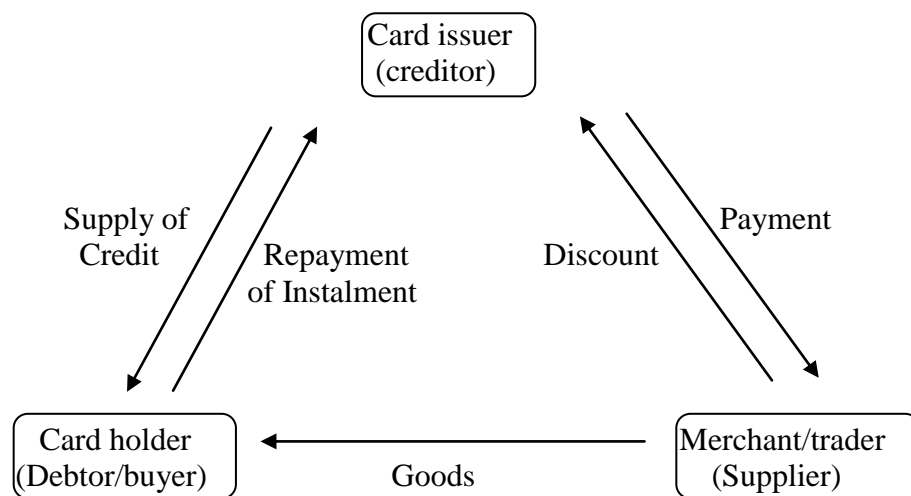 Card issuer
(creditor)
Supply of
Credit
Repayment
of Instalment
Discount
Payment
Card holder
(Debtor/buyer)
Goods
Merchant/trader
(Supplier)